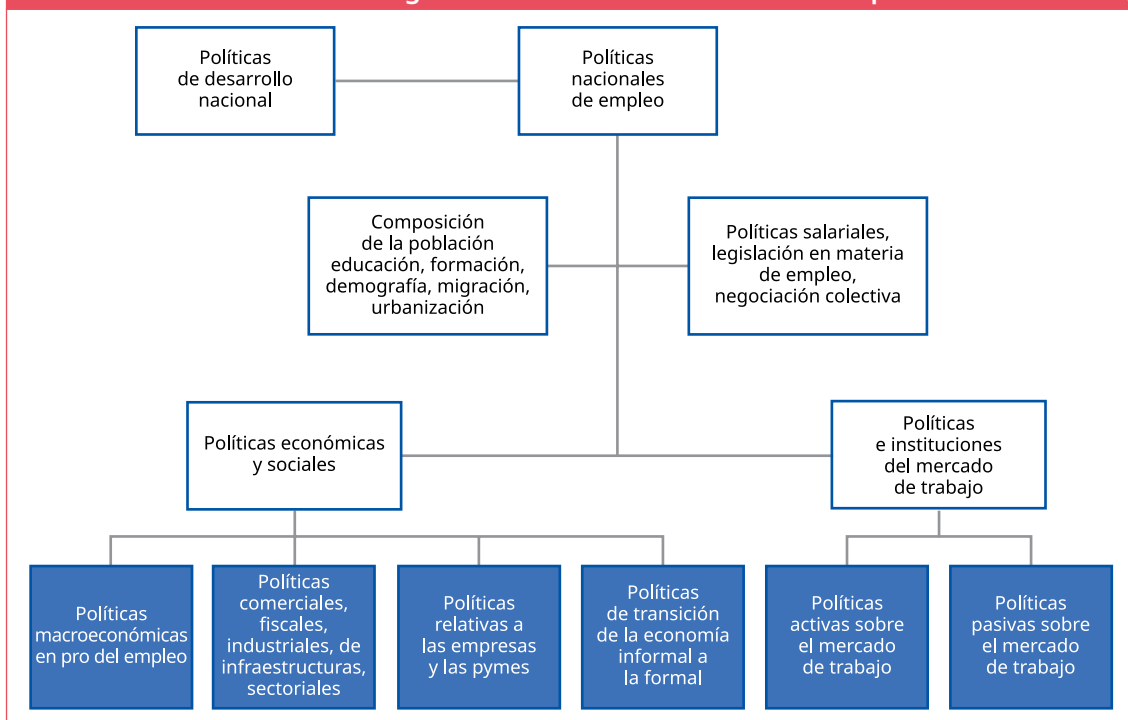 Políticas
de desarrollo
nacional
Políticas
nacionales
de empleo
Composición
de la población
educación, formación,
demografía, migración,
urbanización
Políticas salariales,
legislación en materia
de empleo,
negociación colectiva
Políticas económicas
y sociales
Políticas
e instituciones
del mercado
de trabajo
Políticas
macroeconómicas
en pro del empleo
Políticas
comerciales,
fiscales,
industriales, de
infraestructuras,
sectoriales
Políticas
relativas a
las empresas
y las pymes
Políticas
de transición
de la economía
informal a
la formal
Políticas
activas sobre
el mercado
de trabajo
Políticas
pasivas sobre
el mercado
de trabajo